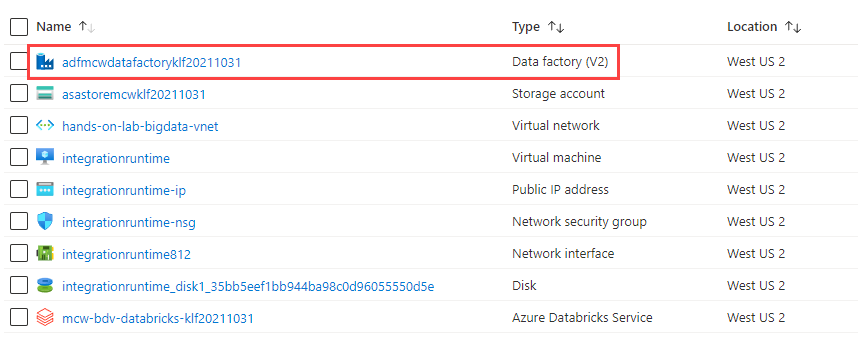 Name Type Location
adfmcwdatafactoryklf20211031 Data factory (V2) West US 2
asastoremcwklf20211031 Storage account West US 2
hands-on-lab-bigdata-vnet Virtual network West US 2
integrationruntime Virtual machine West US 2
integrationruntime-ip Public IP address West US 2
integrationruntime-nsg Network security group West US 2
integrationruntime812 Network interface West US 2
integrationruntime_disk1_35bb5eef1bb944ba98c0d96055550d5e Disk West US 2
mcw-bdv-databricks-klf20211031 Azure Databricks Service West US 2